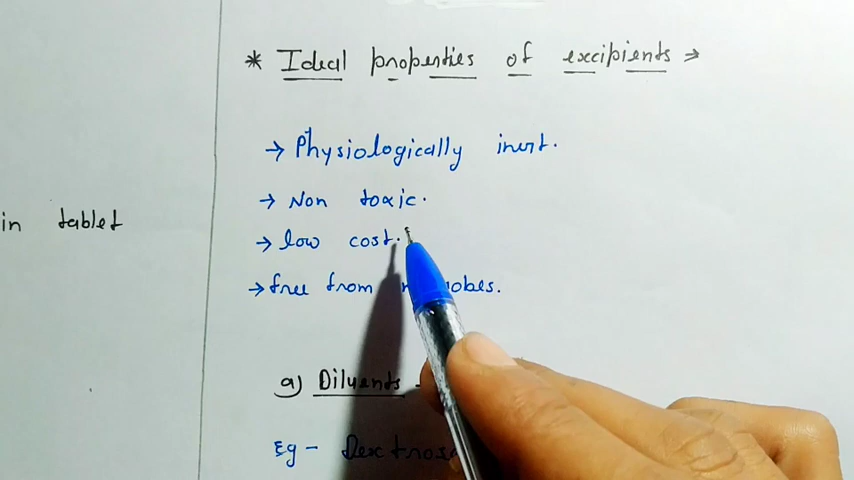 * Ideal properties of excipients →
→ Physiologically inert.
→ Non toxic.
in tablet
→ low cost.
→ free from
a) Diluents -
Eg -